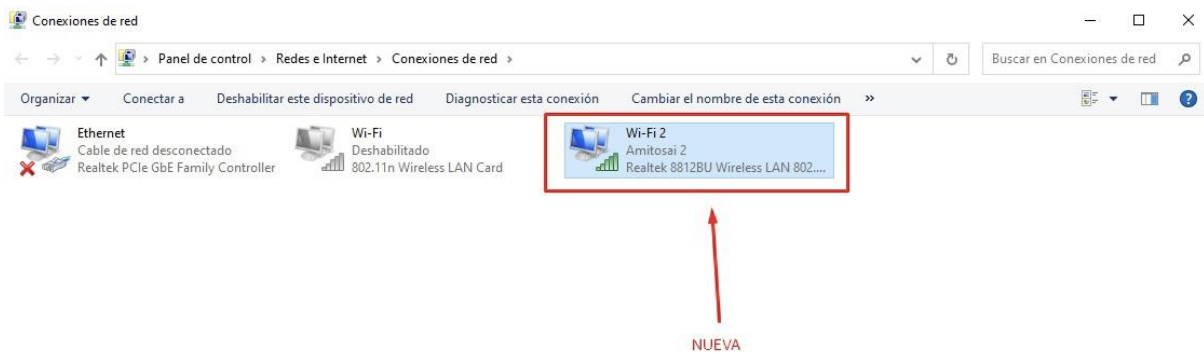 Conexiones de red
Panel de control > Redes e Internet > Conexiones de red >
Buscar en Conexiones de red
Organizar Conectar a Deshabilitar este dispositivo de red Diagnosticar esta conexión Cambiar el nombre de esta conexión »
Ethernet
Cable de red desconectado
Realtek PCIe GbE Family Controller
Wi-Fi
Deshabilitado
802.11n Wireless LAN Card
Wi-Fi 2
Amitosai 2
Realtek 8812BU Wireless LAN 802....
NUEVA